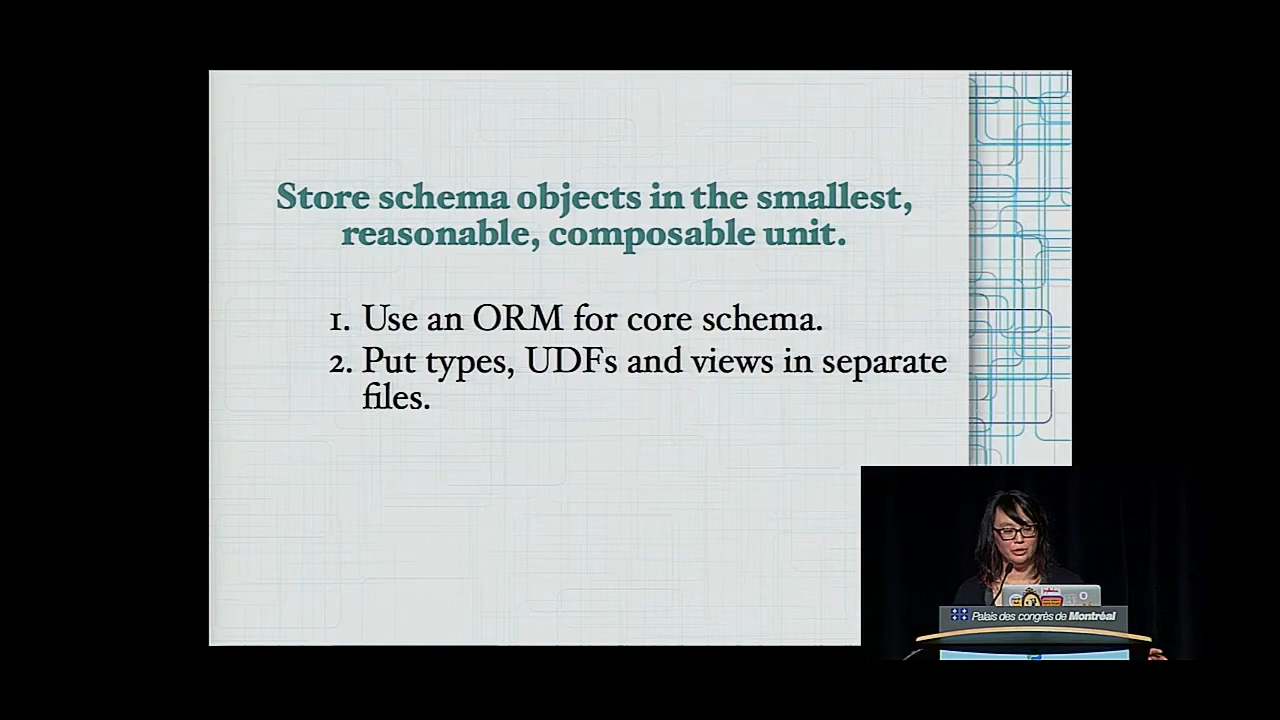 Store schema objects in the smallest,
reasonable, composable unit.
1. Use an ORM for core schema.
2. Put types, UDFs and views in separate
files.
Palais des congrès de Montréal